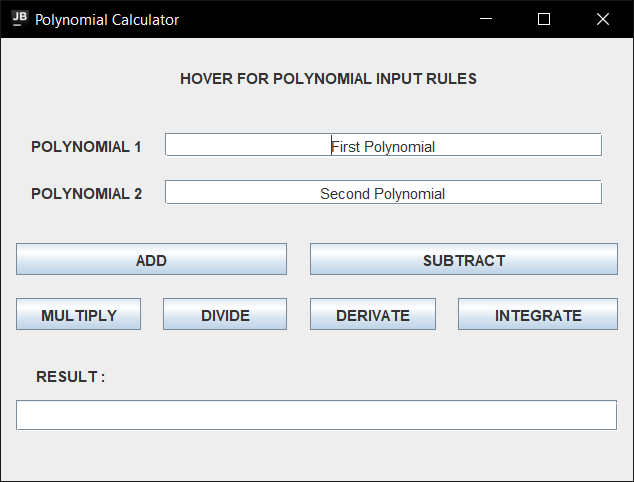 JB Polynomial Calculator
HOVER FOR POLYNOMIAL INPUT RULES
POLYNOMIAL 1 First Polynomial
POLYNOMIAL 2 Second Polynomial
ADD SUBTRACT
MULTIPLY DIVIDE DERIVATE INTEGRATE
RESULT :